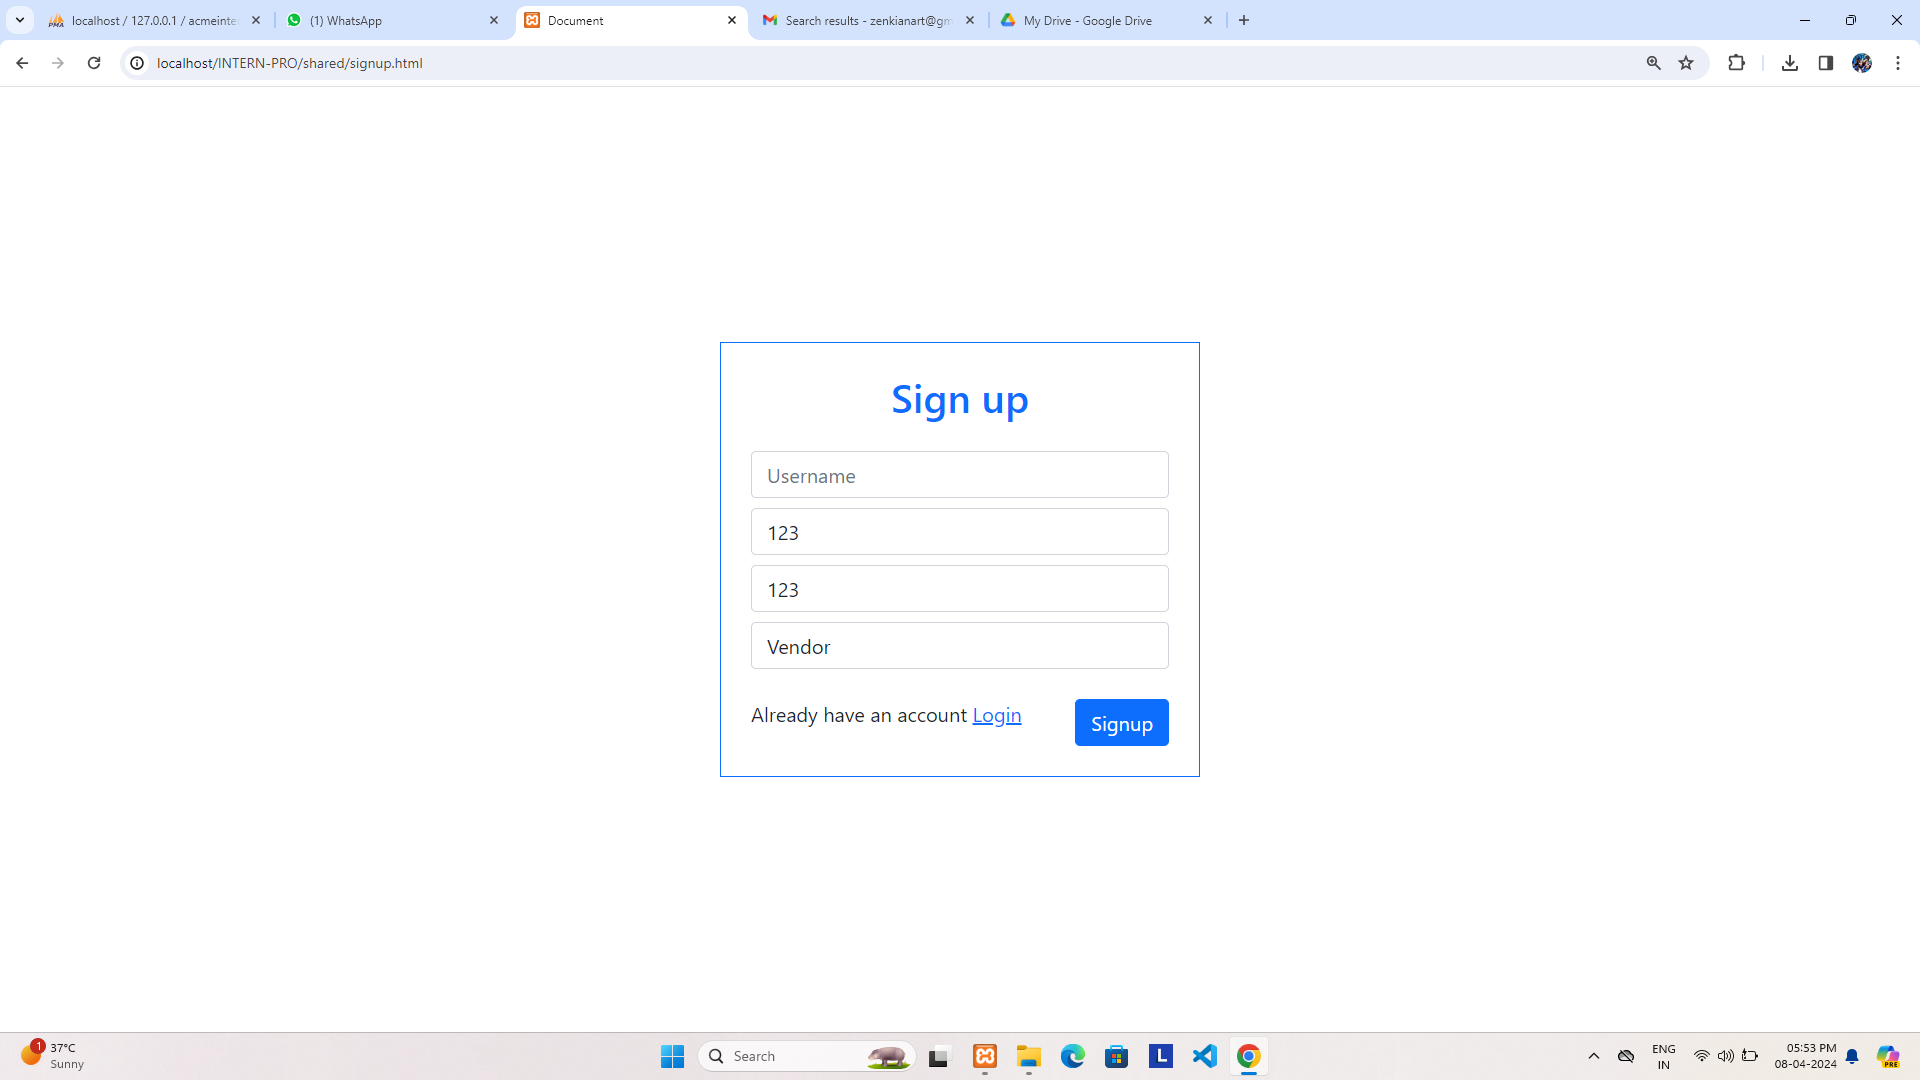 localhost / 127.0.0.1 / acmeinte
(1) WhatsApp
Document
Search results - zenkianart@gm
My Drive - Google Drive
localhost/INTERN-PRO/shared/signup.html
Sign up
Username
123
123
Vendor
Already have an account Login
Signup
1
37°C
Sunny
Search
L
ENG
IN
05:53 PM
08-04-2024
PRE